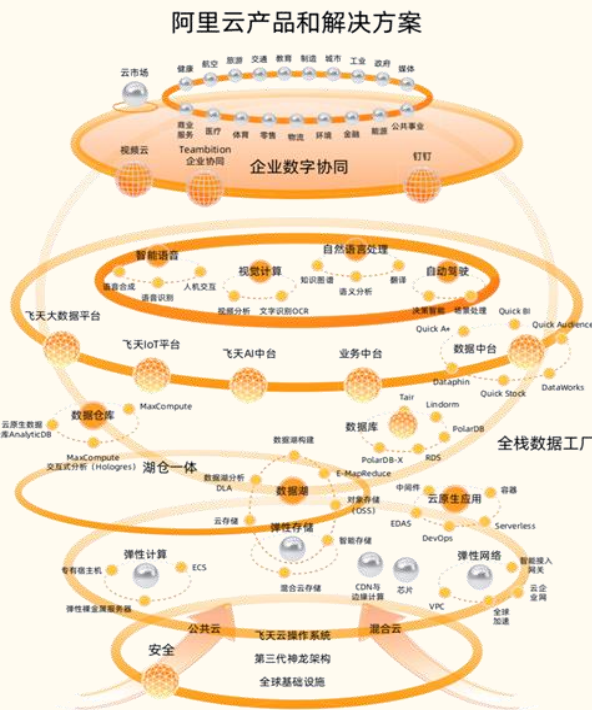 阿里云产品和解决方案
云市场
健康
航空
旅游
交通
教育
制造
城市
工业
政府
媒体
商业
服务
医疗
体育
零售
物流
环境
金融
能源
公共事业
视频云
Teambition
企业协同
企业数字协同
钉钉
智能语音
语音合成
语音识别
人机交互
视觉计算
视频分析
文字识别OCR
自然语言处理
知识图谱
语义分析
翻译
自动驾驶
决策智能
场景处理
飞天大数据平台
飞天IoT平台
飞天AI中台
业务中台
数据中台
Quick A+
Quick BI
Quick Audience
Dataphin
Quick Stock
DataWorks
数据仓库
MaxCompute
云原生数据
库AnalyticDB
MaxCompute
交互式分析（Hologres）
湖仓一体
数据库
Tair
Lindorm
PolarDB
RDS
PolarDB-X
全栈数据工厂
数据湖构建
数据湖分析
DLA
数据湖
E-MapReduce
对象存储
（OSS）
云存储
弹性存储
智能存储
混合云存储
中间件
云原生应用
容器
EDAS
DevOps
Serverless
弹性计算
专有宿主机
ECS
弹性裸金属服务器
CDN与
边缘计算
芯片
弹性网络
智能接入
网关
云企
业网
VPC
全球
加速
公共云
混合云
飞天云操作系统
第三代神龙架构
全球基础设施
安全